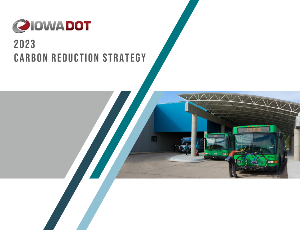 IOWADOT
2023
CARBON REDUCTION STRATEGY